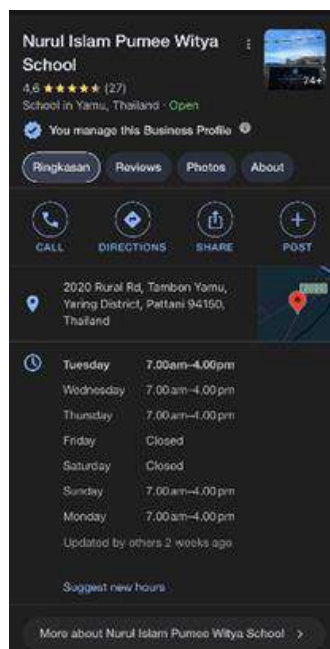 Nurul Islam Pumee Witya
School
24+
4,6 ★★★★★ (27)
School in Yamu, Thailand · Open
You manage this Business Profile
Ringkasan
Reviews
Photos
About
CALL
DIRECTIONS
SHARE
POST
2020 Rural Rd, Tambon Yamu,
Yaring District, Pattani 94150,
Thailand
Tuesday 7.00am–4.00pm
Wednesday 7.00am–4.00pm
Thursday 7.00am–4.00pm
Friday Closed
Saturday Closed
Sunday 7.00am–4.00pm
Monday 7.00am–4.00pm
Updated by others 2 weeks ago
Suggest new hours
More about Nurul Islam Pumee Witya School >